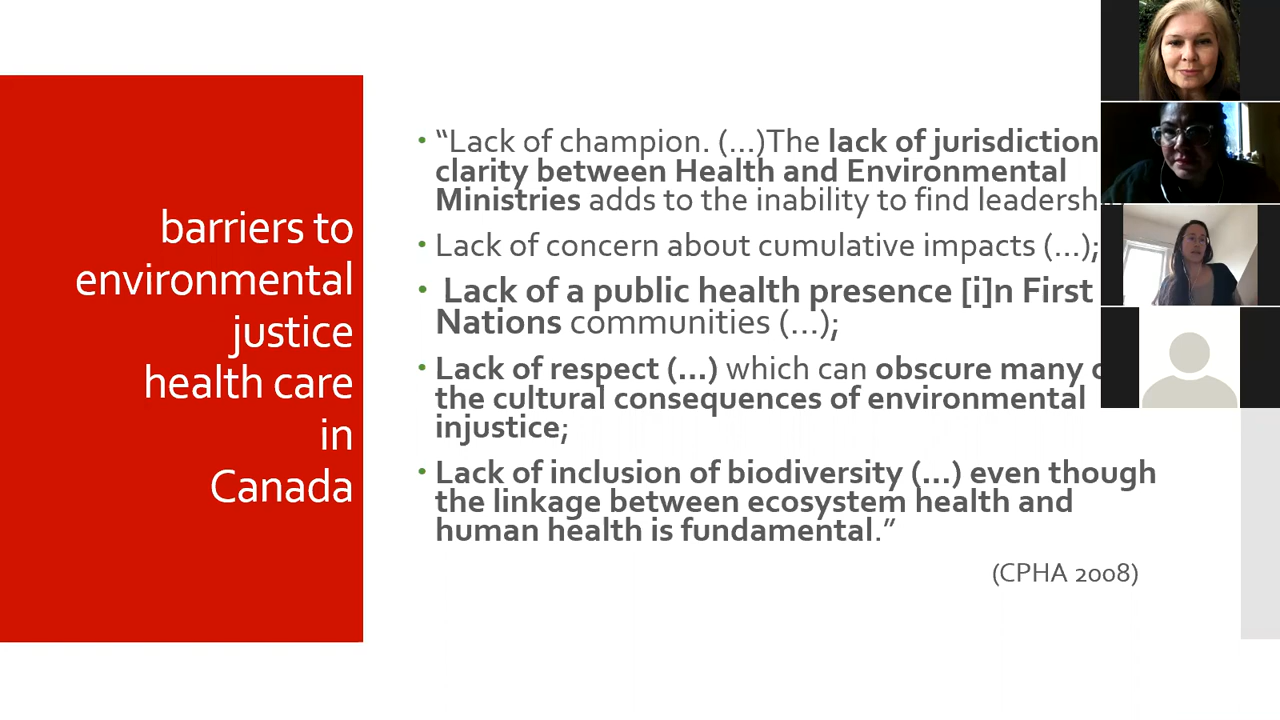 barriers to
environmental
justice
health care
in
Canada
• “Lack of champion. (…)The lack of jurisdiction
clarity between Health and Environmental
Ministries adds to the inability to find
• Lack of concern about cumulative impacts (…);
• Lack of a public health presence [i]n First
Nations communities (…);
• Lack of respect (…) which can obscure many
the cultural consequences of environmental
injustice;
• Lack of inclusion of biodiversity (…) even though
the linkage between ecosystem health and
human health is fundamental.”
(CPHA 2008)